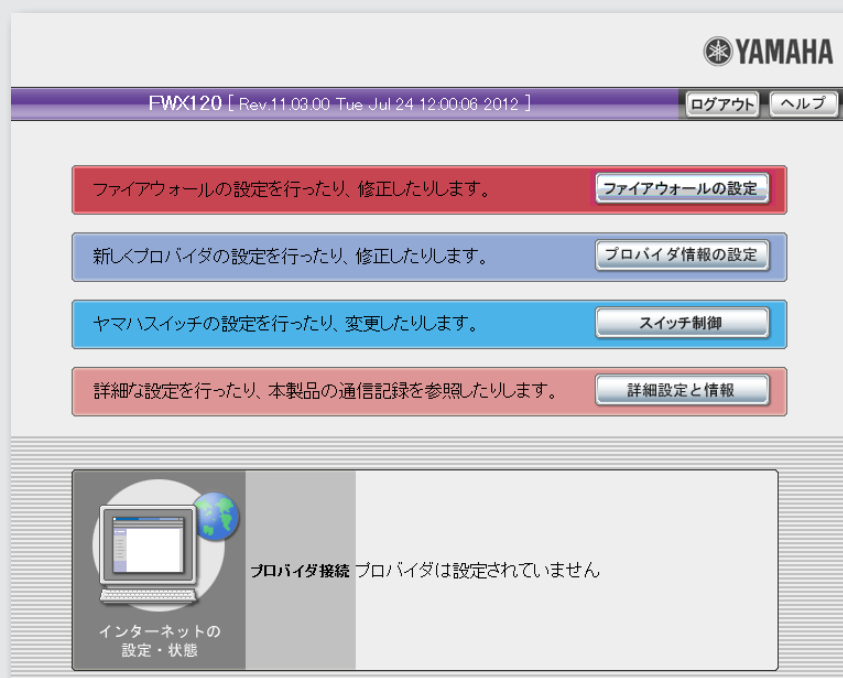 YAMAHA
FWX120 [ Rev.11.03.00 Tue Jul 24 12:00:06 2012 ] ログアウト ヘルプ
ファイアウォールの設定を行ったり、修正したりします。 ファイアウォールの設定
新しくプロバイダの設定を行ったり、修正したりします。 プロバイダ情報の設定
ヤマハスイッチの設定を行ったり、変更したりします。 スイッチ制御
詳細な設定を行ったり、本製品の通信記録を参照したりします。 詳細設定と情報
プロバイダ接続 プロバイダは設定されていません
インターネットの
設定・状態